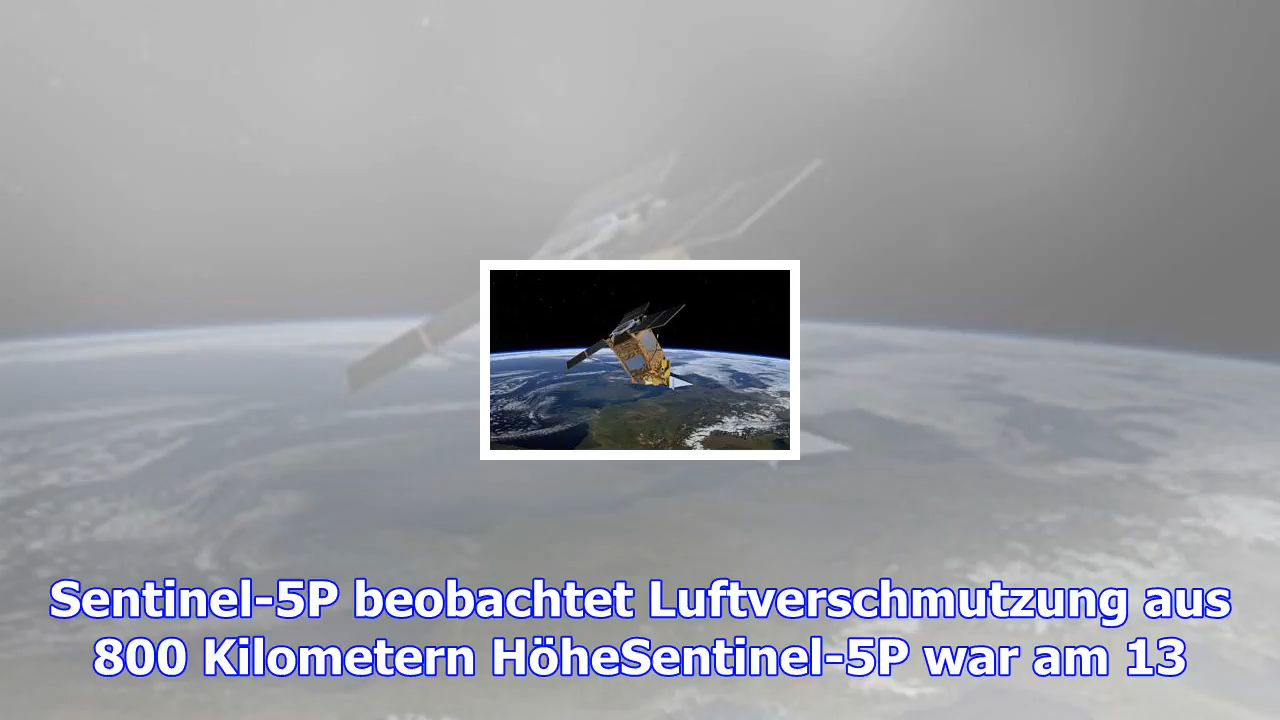 Sentinel-5P beobachtet Luftverschmutzung aus
800 Kilometern HöheSentinel-5P war am 13